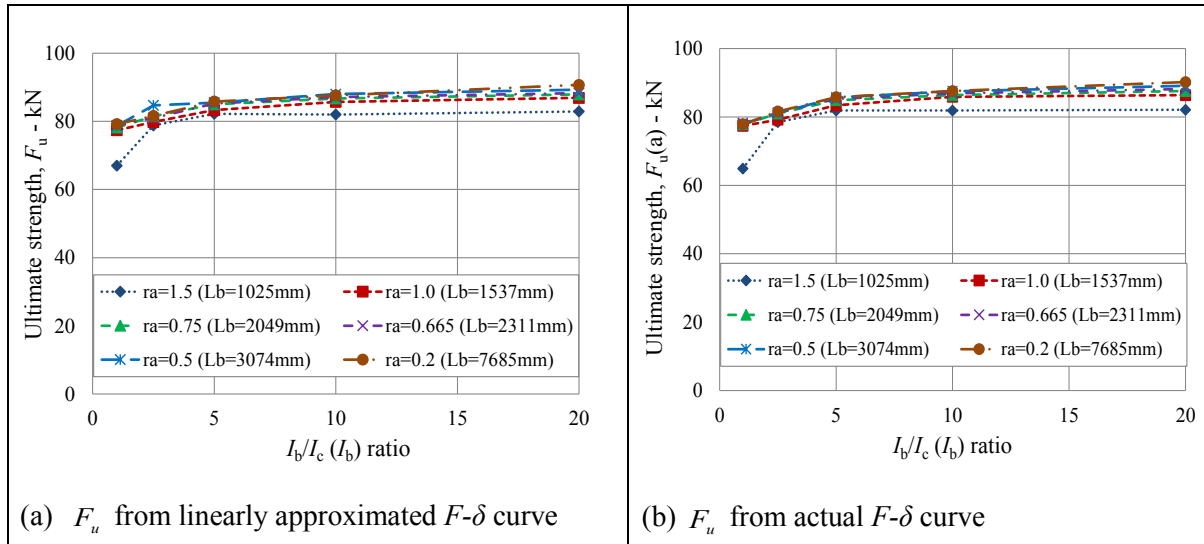 Ultimate strength, Fu - kN
100
80
60
40
20
0
ra=1.5 (Lb=1025mm) ra=1.0 (Lb=1537mm)
ra=0.75 (Lb=2049mm) ra=0.665 (Lb=2311mm)
ra=0.5 (Lb=3074mm) ra=0.2 (Lb=7685mm)
0 5 10 15 20
Ib/Ic (Ib) ratio
(a) Fu from linearly approximated F-δ curve
Ultimate strength, Fu(a) - kN
100
80
60
40
20
0
ra=1.5 (Lb=1025mm) ra=1.0 (Lb=1537mm)
ra=0.75 (Lb=2049mm) ra=0.665 (Lb=2311mm)
ra=0.5 (Lb=3074mm) ra=0.2 (Lb=7685mm)
0 5 10 15 20
Ib/Ic (Ib) ratio
(b) Fu from actual F-δ curve